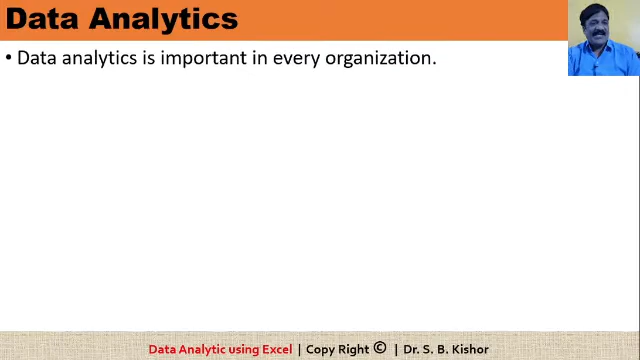 Data Analytics
• Data analytics is important in every organization.
Data Analytic using Excel | Copy Right © | Dr. S. B. Kishor